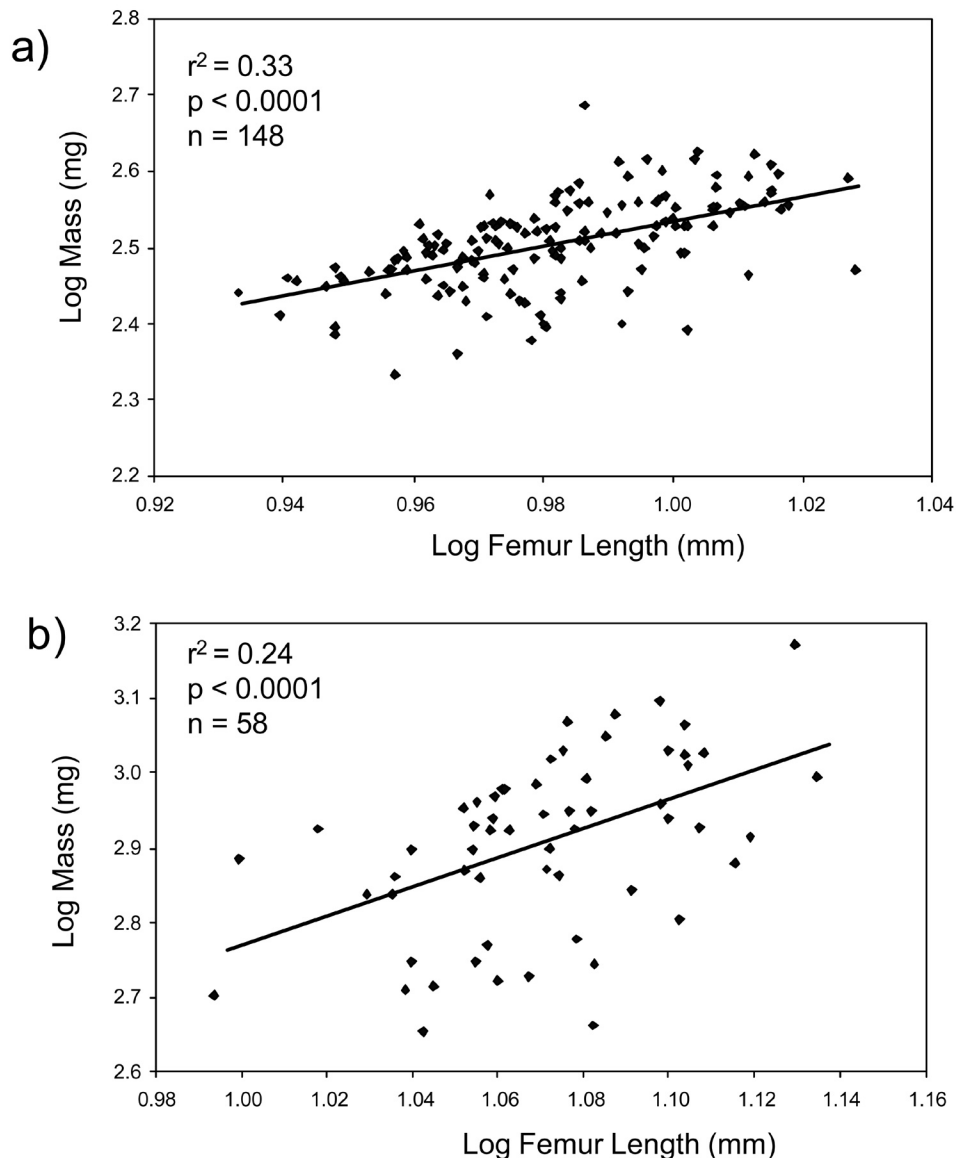 a)
r² = 0.33
p < 0.0001
n = 148
Log Mass (mg)
2.8
2.7
2.6
2.5
2.4
2.3
2.2
0.92 0.94 0.96 0.98 1.00 1.02 1.04
Log Femur Length (mm)
b)
r² = 0.24
p < 0.0001
n = 58
Log Mass (mg)
3.2
3.1
3.0
2.9
2.8
2.7
2.6
0.98 1.00 1.02 1.04 1.06 1.08 1.10 1.12 1.14 1.16
Log Femur Length (mm)